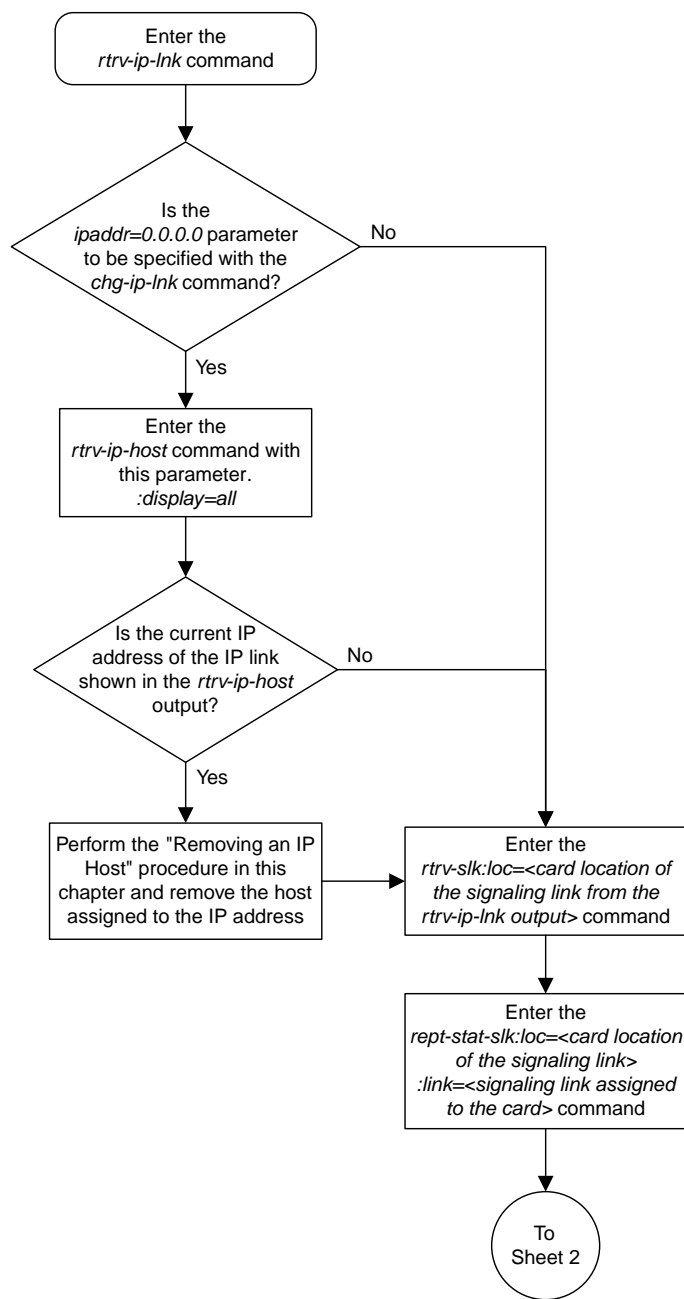 Enter the
rtrv-ip-lnk command
Is the
ipaddr=0.0.0.0 parameter
to be specified with the
chg-ip-lnk command?
No
Yes
Enter the
rtrv-ip-host command with
this parameter.
:display=all
Is the current IP
address of the IP link
shown in the rtrv-ip-host
output?
No
Yes
Perform the "Removing an IP
Host" procedure in this
chapter and remove the host
assigned to the IP address
Enter the
rtrv-slk:loc=<card location of
the signaling link from the
rtrv-ip-lnk output> command
Enter the
rept-stat-slk:loc=<card location
of the signaling link>
:link=<signaling link assigned
to the card> command
To
Sheet 2